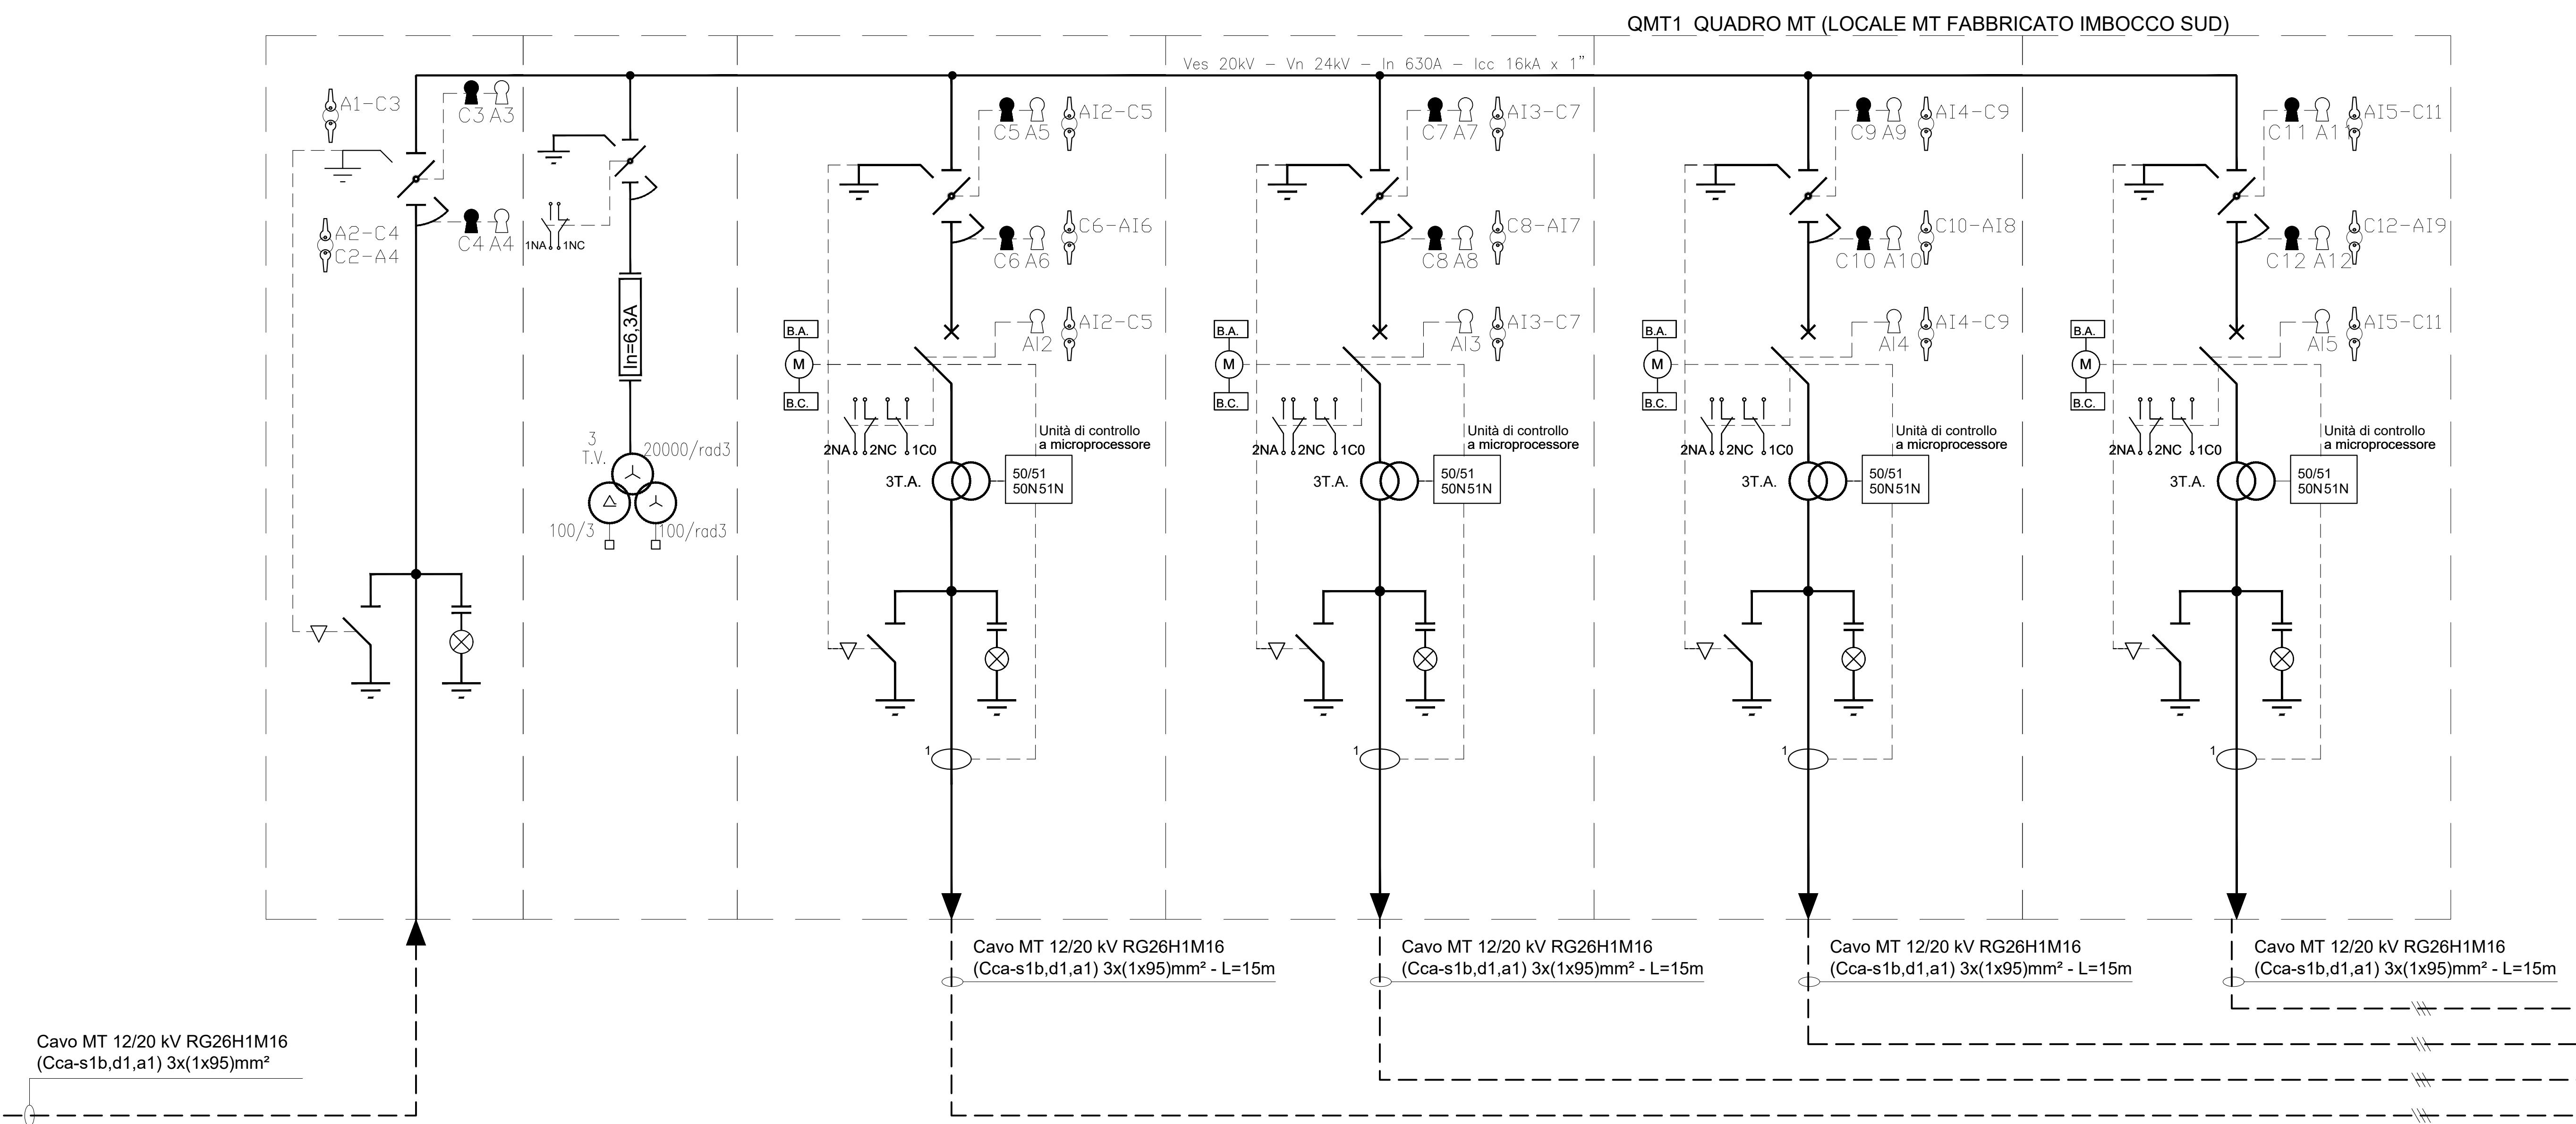 QMT1 QUADRO MT (LOCALE MT FABBRICATO IMBOCCO SUD)
Ves 20kV – Vn 24kV – In 630A – Icc 16kA x 1”
A1-C3
C3 A3
A2-C4
C2-A4
C4 A4
1NA 1NC
In=6,3A
3
T.V.
20000/rad3
100/3
100/rad3
C5 A5
AI2-C5
C6-AI6
C6 A6
AI2-C5
AI2
B.A.
M
B.C.
2NA 2NC 1C0
Unità di controllo
a microprocessore
3T.A.
50/51
50N51N
1
C7 A7
AI3-C7
C8-AI7
C8 A8
AI3-C7
AI3
B.A.
M
B.C.
2NA 2NC 1C0
Unità di controllo
a microprocessore
3T.A.
50/51
50N51N
1
C9 A9
AI4-C9
C10-AI8
C10 A10
AI4-C9
AI4
B.A.
M
B.C.
2NA 2NC 1C0
Unità di controllo
a microprocessore
3T.A.
50/51
50N51N
1
C11 A11
AI5-C11
C12-AI9
C12 A12
AI5-C11
AI5
B.A.
M
B.C.
2NA 2NC 1C0
Unità di controllo
a microprocessore
3T.A.
50/51
50N51N
1
Cavo MT 12/20 kV RG26H1M16
(Cca-s1b,d1,a1) 3x(1x95)mm² - L=15m
Cavo MT 12/20 kV RG26H1M16
(Cca-s1b,d1,a1) 3x(1x95)mm² - L=15m
Cavo MT 12/20 kV RG26H1M16
(Cca-s1b,d1,a1) 3x(1x95)mm² - L=15m
Cavo MT 12/20 kV RG26H1M16
(Cca-s1b,d1,a1) 3x(1x95)mm² - L=15m
Cavo MT 12/20 kV RG26H1M16
(Cca-s1b,d1,a1) 3x(1x95)mm²